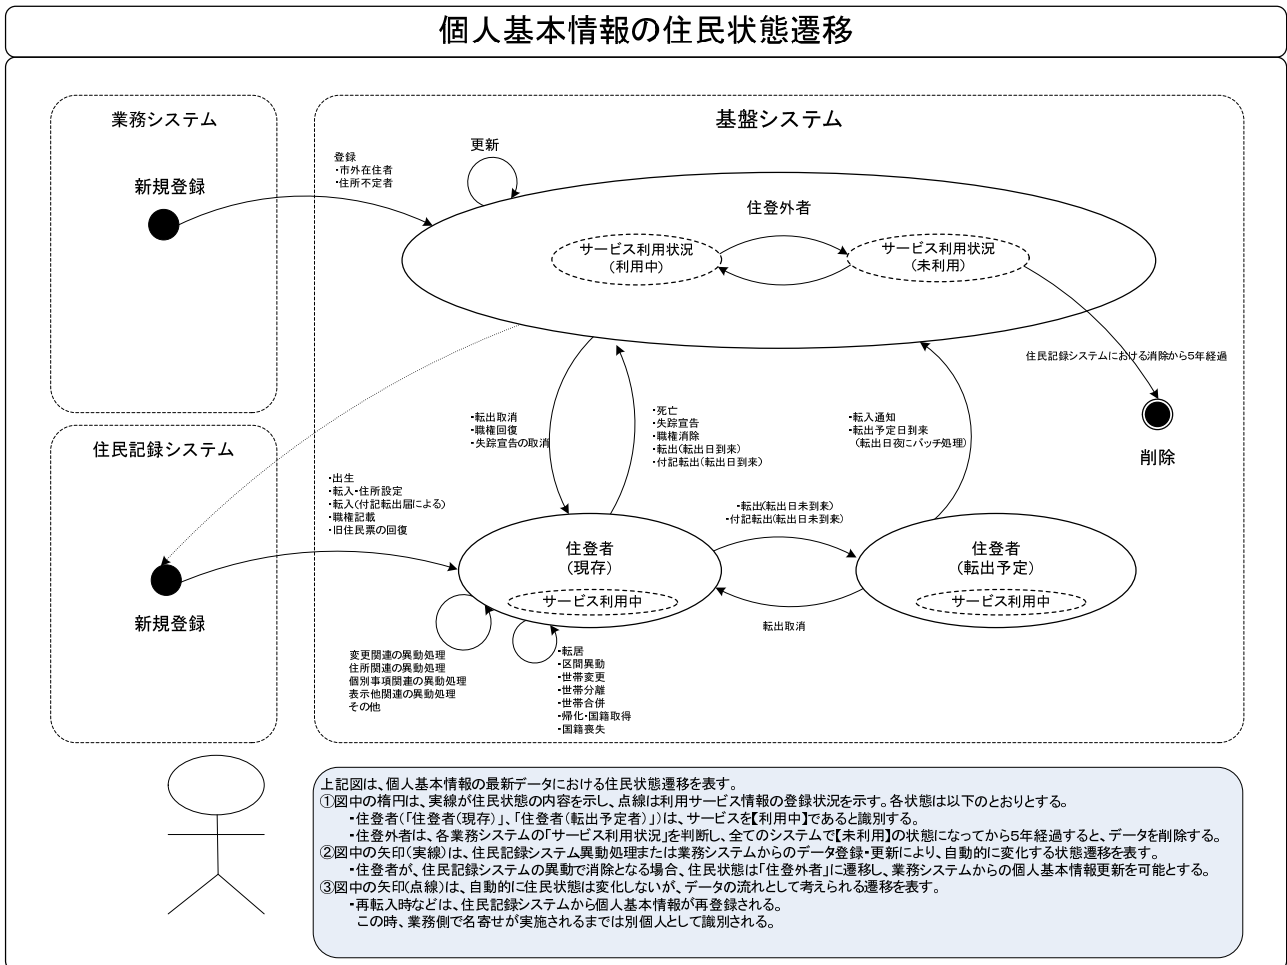 個人基本情報の住民状態遷移
業務システム
新規登録
基盤システム
更新
登録
・市外在住者
・住所不定者
住登外者
サービス利用状況
(利用中)
サービス利用状況
(未利用)
住民記録システムにおける消除から5年経過
削除
・転出取消
・職権回復
・失踪宣告の取消
・死亡
・失踪宣告
・職権消除
・転出(転出日到来)
・付記転出(転出日到来)
・転入通知
・転出予定日到来
(転出日夜にバッチ処理)
住民記録システム
新規登録
・出生
・転入・住所設定
・転入(付記転出届による)
・職権記載
・旧住民票の回復
・転出(転出日未到来)
・付記転出(転出日未到来)
住登者
(現存)
サービス利用中
住登者
(転出予定)
サービス利用中
転出取消
変更関連の異動処理
住所関連の異動処理
個別事項関連の異動処理
表示他関連の異動処理
その他
・転居
・区間異動
・世帯変更
・世帯分離
・世帯合併
・帰化・国籍取得
・国籍喪失
上記図は、個人基本情報の最新データにおける住民状態遷移を表す。
①図中の楕円は、実線が住民状態の内容を示し、点線は利用サービス情報の登録状況を示す。各状態は以下のとおりとする。
・住登者(「住登者(現存)」、「住登者(転出予定者)」)は、サービスを【利用中】であると識別する。
・住登外者は、各業務システムの「サービス利用状況」を判断し、全てのシステムで【未利用】の状態になってから5年経過すると、データを削除する。
②図中の矢印(実線)は、住民記録システム異動処理または業務システムからのデータ登録・更新により、自動的に変化する状態遷移を表す。
・住登者が、住民記録システムの異動で消除となる場合、住民状態は「住登外者」に遷移し、業務システムからの個人基本情報更新を可能とする。
③図中の矢印(点線)は、自動的に住民状態は変化しないが、データの流れとして考えられる遷移を表す。
・再転入時などは、住民記録システムから個人基本情報が再登録される。
この時、業務側で名寄せが実施されるまでは別個人として識別される。